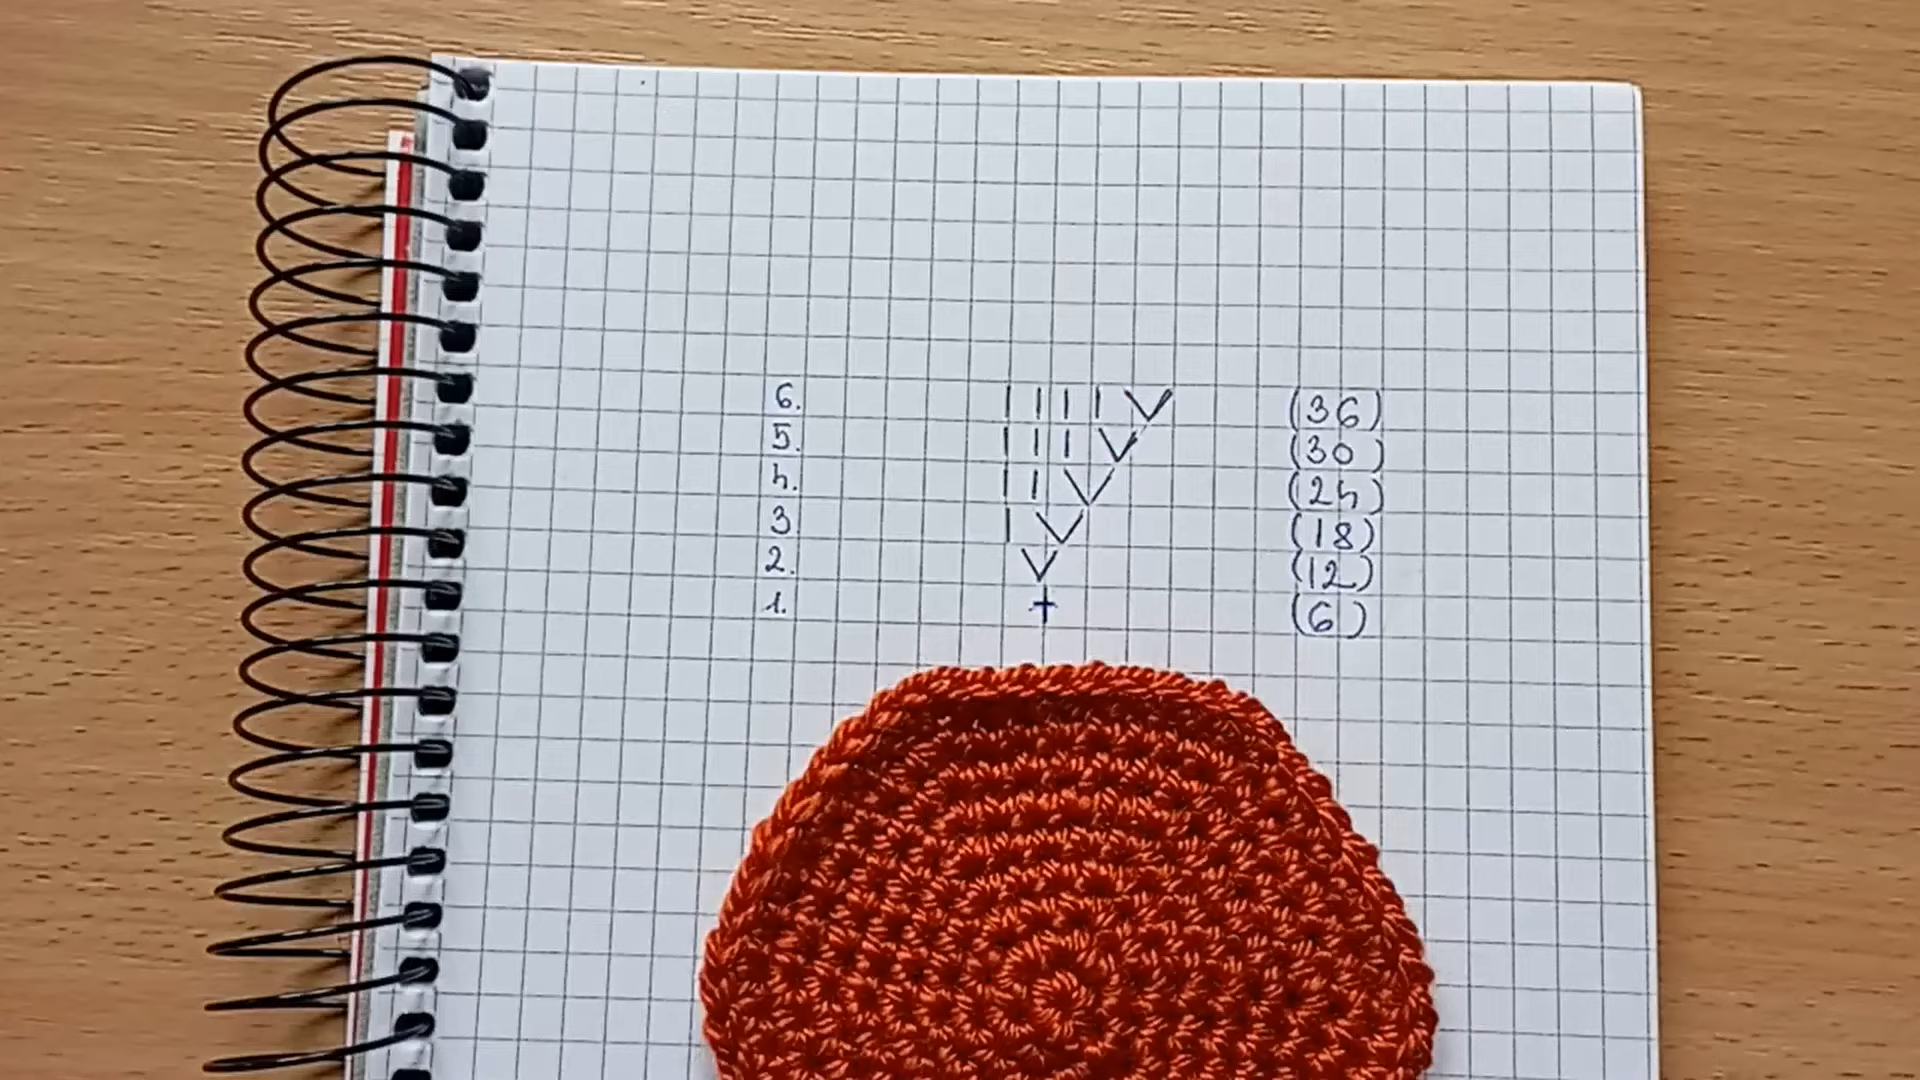 6. | | | | V (36)
5. | | | V (30)
4. | | V (24)
3 | V (18)
2. V (12)
1. + (6)